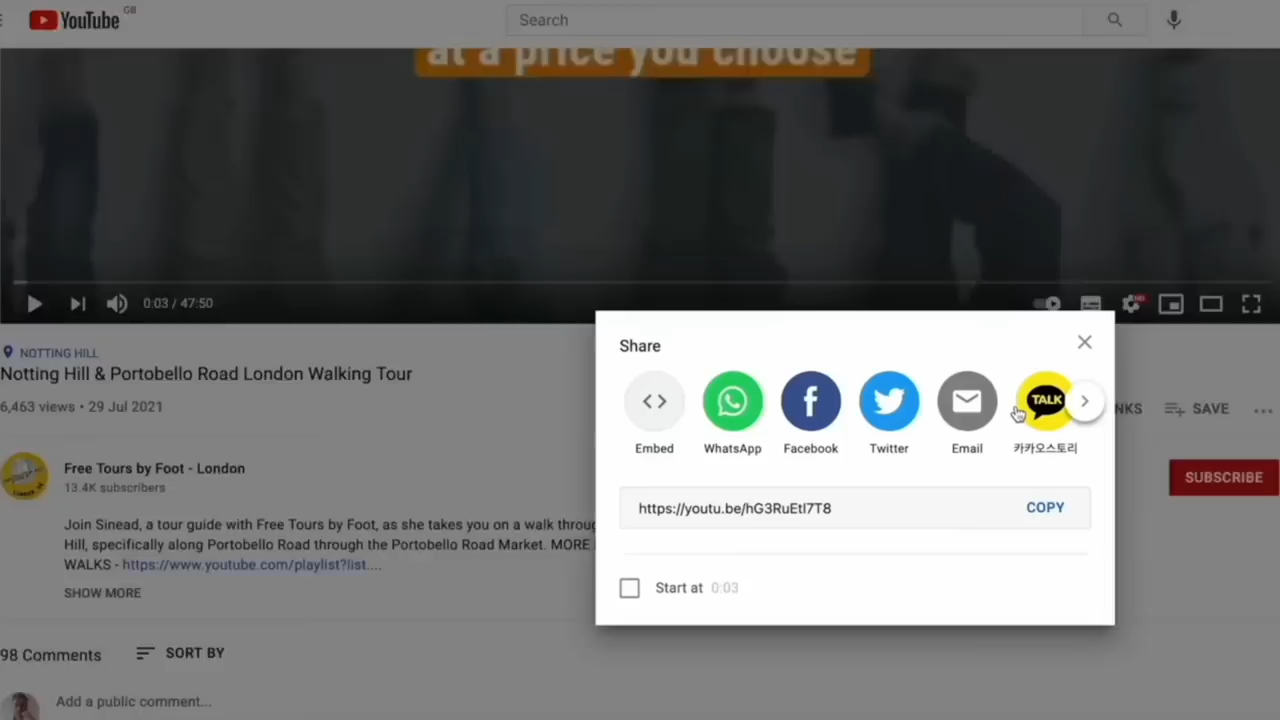 YouTube GB
Search
at a price you choose
0:03 / 47:50
NOTTING HILL
Notting Hill & Portobello Road London Walking Tour
6,463 views • 29 Jul 2021
NKS
SAVE
Free Tours by Foot - London
13.4K subscribers
SUBSCRIBE
Join Sinead, a tour guide with Free Tours by Foot, as she takes you on a walk throu
Hill, specifically along Portobello Road through the Portobello Road Market. MORE
WALKS - https://www.youtube.com/playlist?list....
SHOW MORE
98 Comments
SORT BY
Add a public comment...
Share
TALK
Embed
WhatsApp
Facebook
Twitter
Email
카카오스토리
https://youtu.be/hG3RuEtI7T8
COPY
Start at 0:03